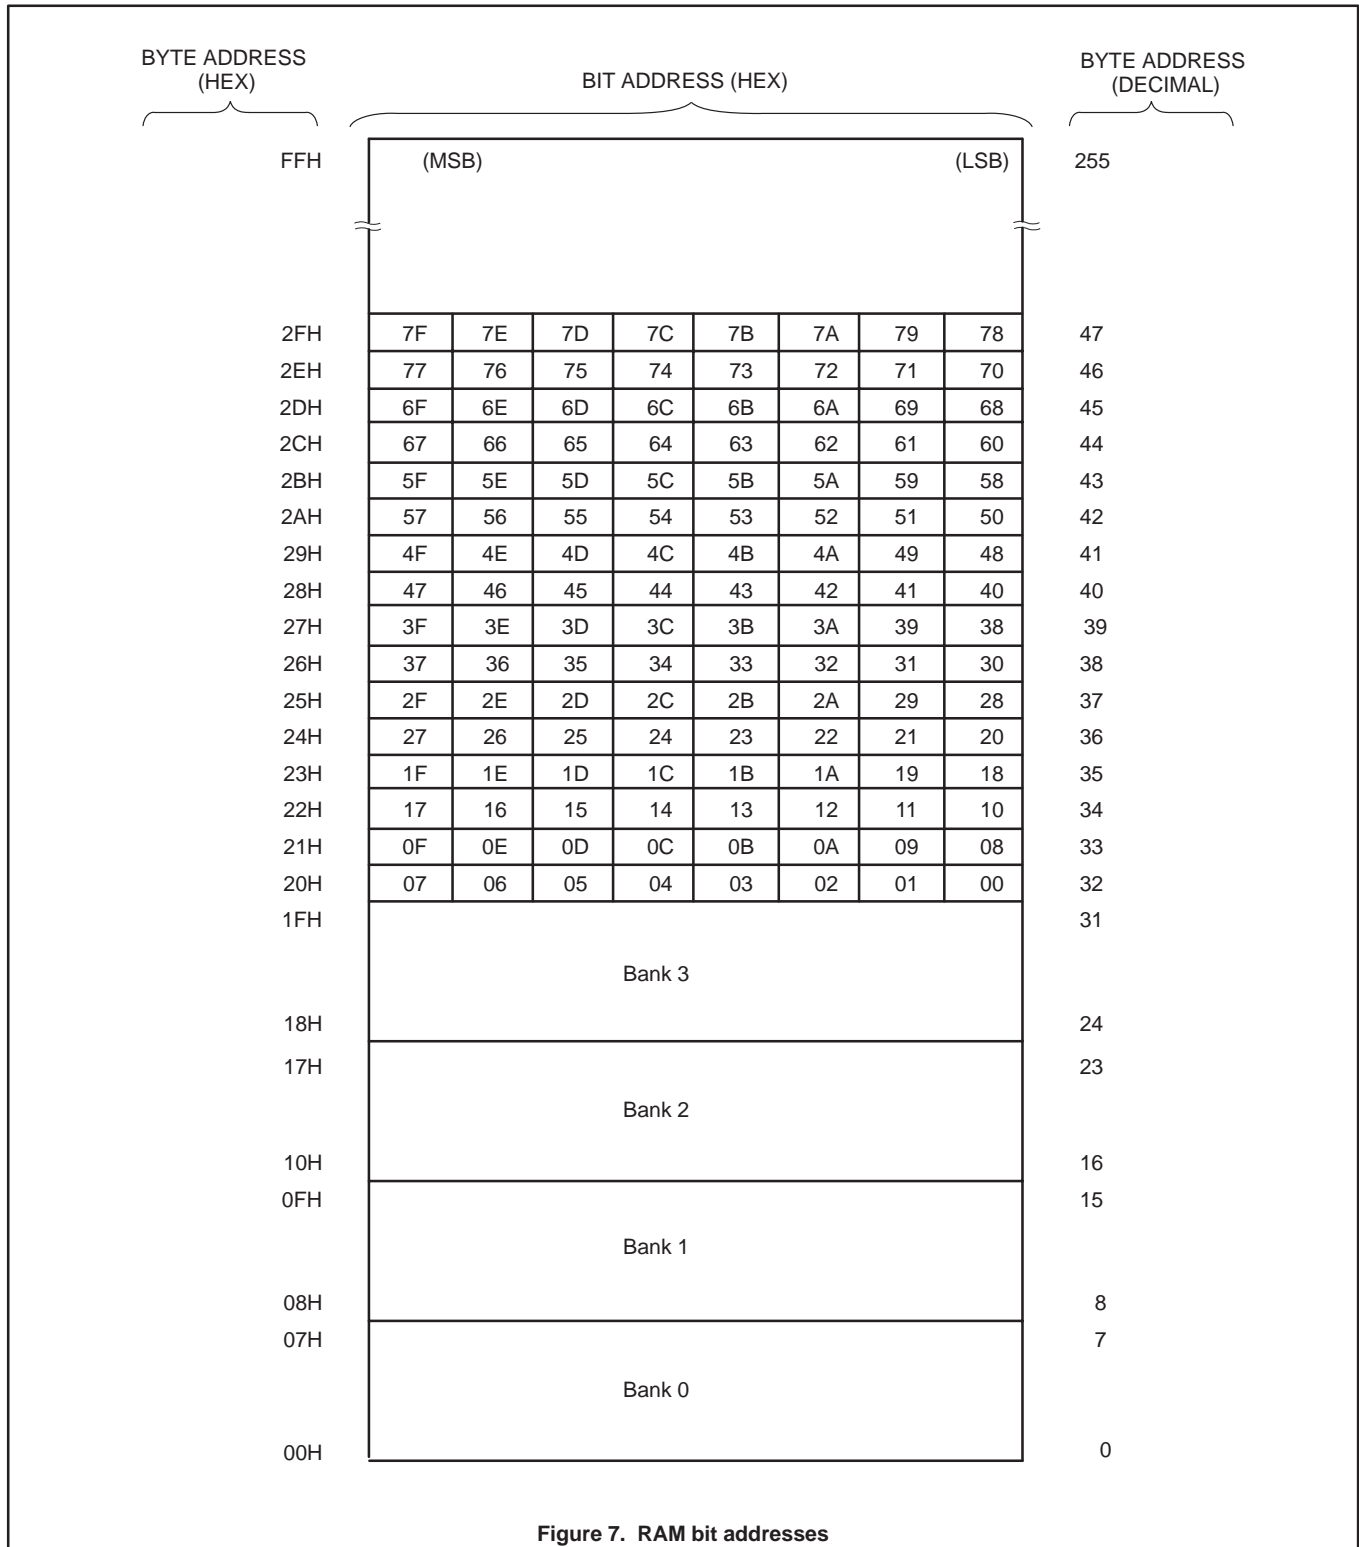 BYTE ADDRESS
(HEX)
BIT ADDRESS (HEX)
BYTE ADDRESS
(DECIMAL)
FFH (MSB) (LSB) 255
2FH 7F 7E 7D 7C 7B 7A 79 78 47
2EH 77 76 75 74 73 72 71 70 46
2DH 6F 6E 6D 6C 6B 6A 69 68 45
2CH 67 66 65 64 63 62 61 60 44
2BH 5F 5E 5D 5C 5B 5A 59 58 43
2AH 57 56 55 54 53 52 51 50 42
29H 4F 4E 4D 4C 4B 4A 49 48 41
28H 47 46 45 44 43 42 41 40 40
27H 3F 3E 3D 3C 3B 3A 39 38 39
26H 37 36 35 34 33 32 31 30 38
25H 2F 2E 2D 2C 2B 2A 29 28 37
24H 27 26 25 24 23 22 21 20 36
23H 1F 1E 1D 1C 1B 1A 19 18 35
22H 17 16 15 14 13 12 11 10 34
21H 0F 0E 0D 0C 0B 0A 09 08 33
20H 07 06 05 04 03 02 01 00 32
1FH 31
Bank 3
18H 24
17H 23
Bank 2
10H 16
0FH 15
Bank 1
08H 8
07H 7
Bank 0
00H 0
Figure 7. RAM bit addresses